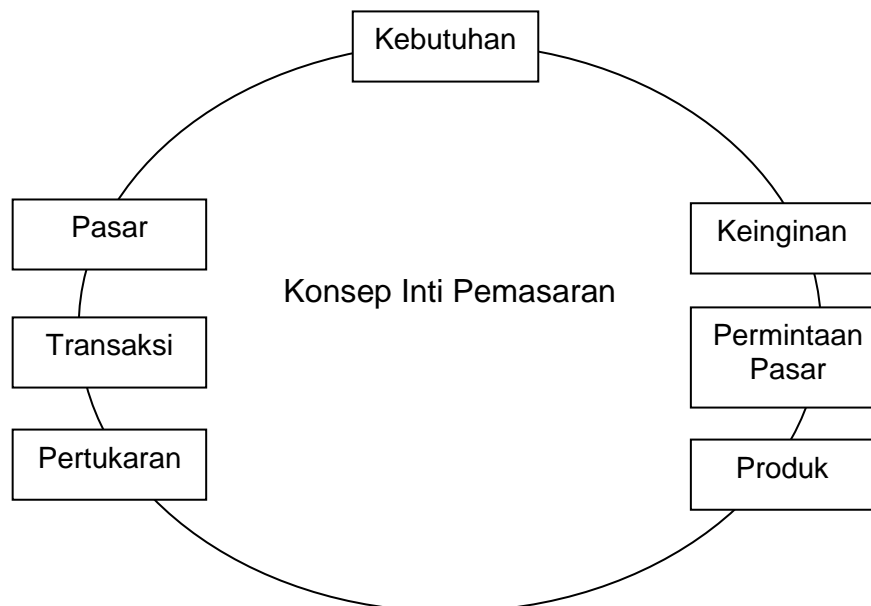 Kebutuhan
Pasar
Keinginan
Konsep Inti Pemasaran
Transaksi
Permintaan
Pasar
Pertukaran
Produk